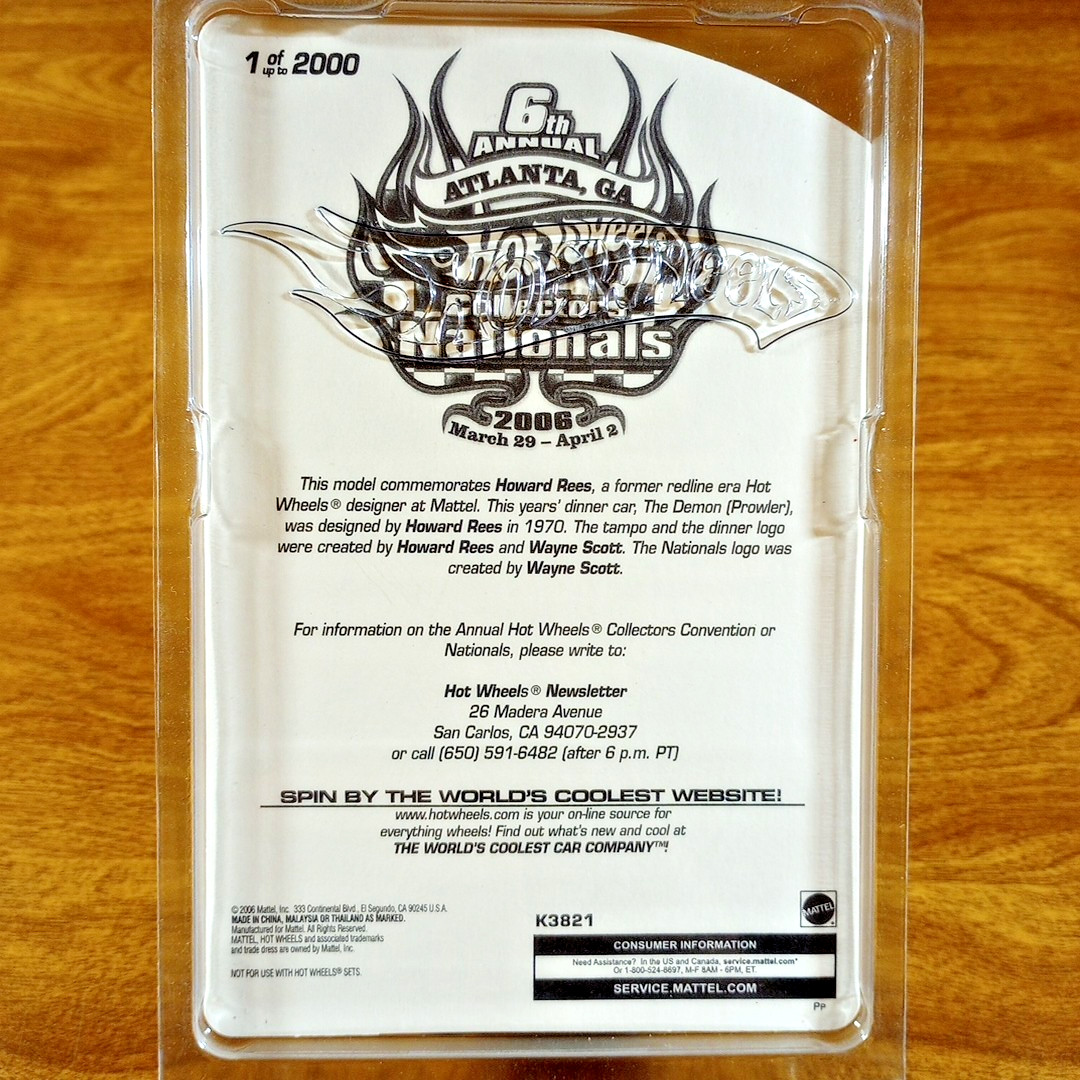 1 of up to 2000
6th
ANNUAL
ATLANTA, GA
Hot Wheels
Collectors
Nationals
2006
March 29 – April 2
This model commemorates Howard Rees, a former redline era Hot
Wheels® designer at Mattel. This years' dinner car, The Demon (Prowler),
was designed by Howard Rees in 1970. The tampo and the dinner logo
were created by Howard Rees and Wayne Scott. The Nationals logo was
created by Wayne Scott.
For information on the Annual Hot Wheels® Collectors Convention or
Nationals, please write to:
Hot Wheels® Newsletter
26 Madera Avenue
San Carlos, CA 94070-2937
or call (650) 591-6482 (after 6 p.m. PT)
SPIN BY THE WORLD'S COOLEST WEBSITE!
www.hotwheels.com is your on-line source for
everything wheels! Find out what's new and cool at
THE WORLD'S COOLEST CAR COMPANY™!
© 2006 Mattel, Inc. 333 Continental Blvd., El Segundo, CA 90245 U.S.A.
MADE IN CHINA, MALAYSIA OR THAILAND AS MARKED.
Manufactured for Mattel. All Rights Reserved.
MATTEL, HOT WHEELS and associated trademarks
and trade dress are owned by Mattel, Inc.
NOT FOR USE WITH HOT WHEELS® SETS.
MATTEL
K3821
CONSUMER INFORMATION
Need Assistance? In the US and Canada, service.mattel.com*
Or 1-800-524-8697, M-F 8AM - 6PM, ET.
SERVICE.MATTEL.COM
PP